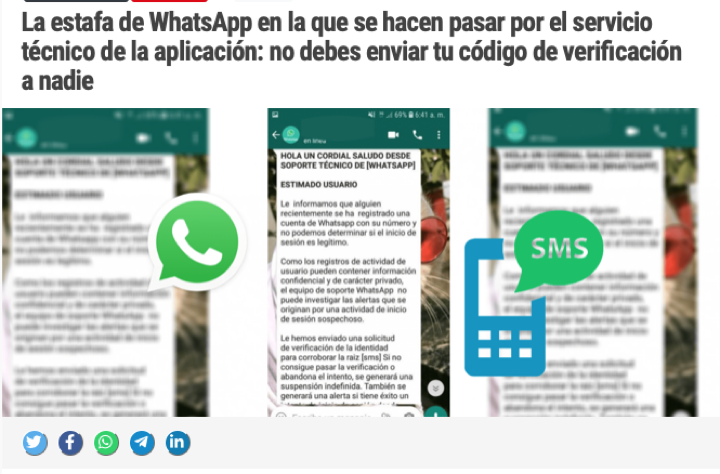 La estafa de WhatsApp en la que se hacen pasar por el servicio
técnico de la aplicación: no debes enviar tu código de verificación
a nadie
69% 6:41 a. m.
en línea
HOLA UN CORDIAL SALUDO DESDE
SOPORTE TÉCNICO DE [WHATSAPP]
ESTIMADO USUARIO
Le informamos que alguien
recientemente se ha registrado una
cuenta de Whatsapp con su número y
no podemos determinar si el inicio de
sesión es legítimo.
Como los registros de actividad de
usuario pueden contener información
confidencial y de carácter privado,
el equipo de soporte WhatsApp no
puede investigar las alertas que se
originan por una actividad de inicio
de sesión sospechoso.
Le hemos enviado una solicitud
de verificación de la identidad
para corroborar la raíz [sms] Si no
consigue pasar la verificación o
abandona el intento, se generará una
suspensión indefinida. También se
generará una alerta si tiene éxito un
SMS